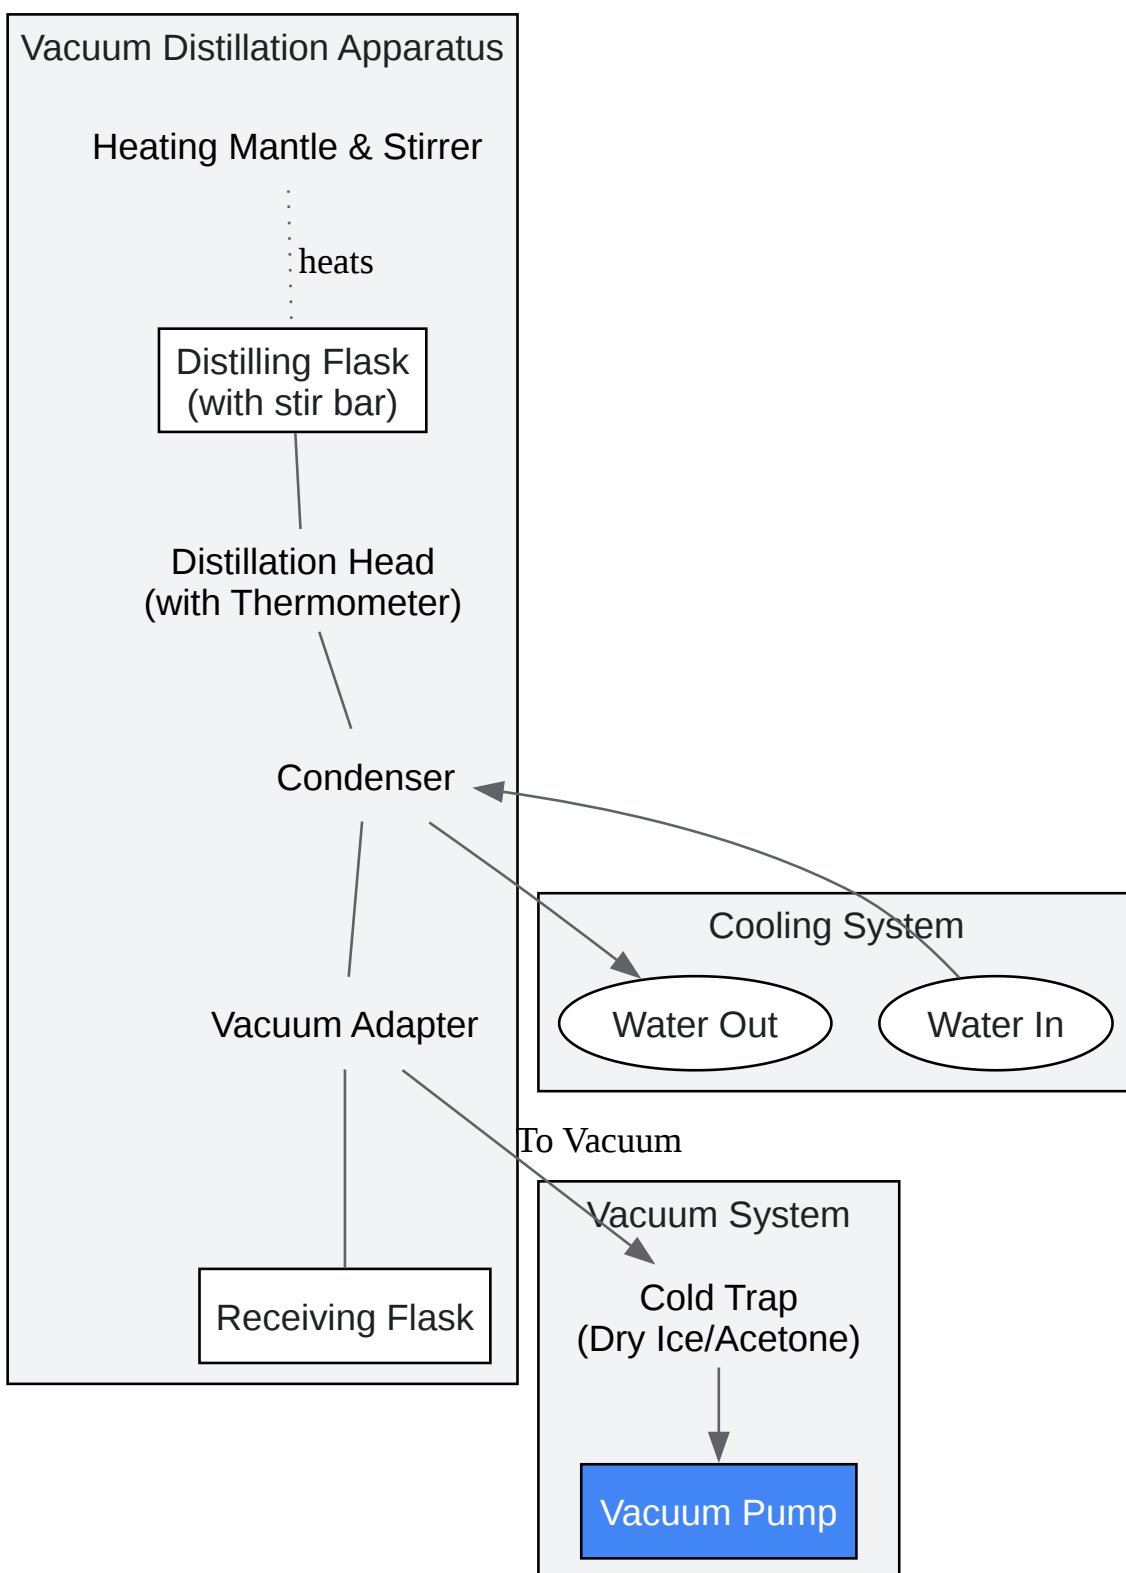 Vacuum Distillation Apparatus
Heating Mantle & Stirrer
heats
Distilling Flask
(with stir bar)
Distillation Head
(with Thermometer)
Condenser
Cooling System
Water Out
Water In
Vacuum Adapter
To Vacuum
Vacuum System
Cold Trap
(Dry Ice/Acetone)
Receiving Flask
Vacuum Pump